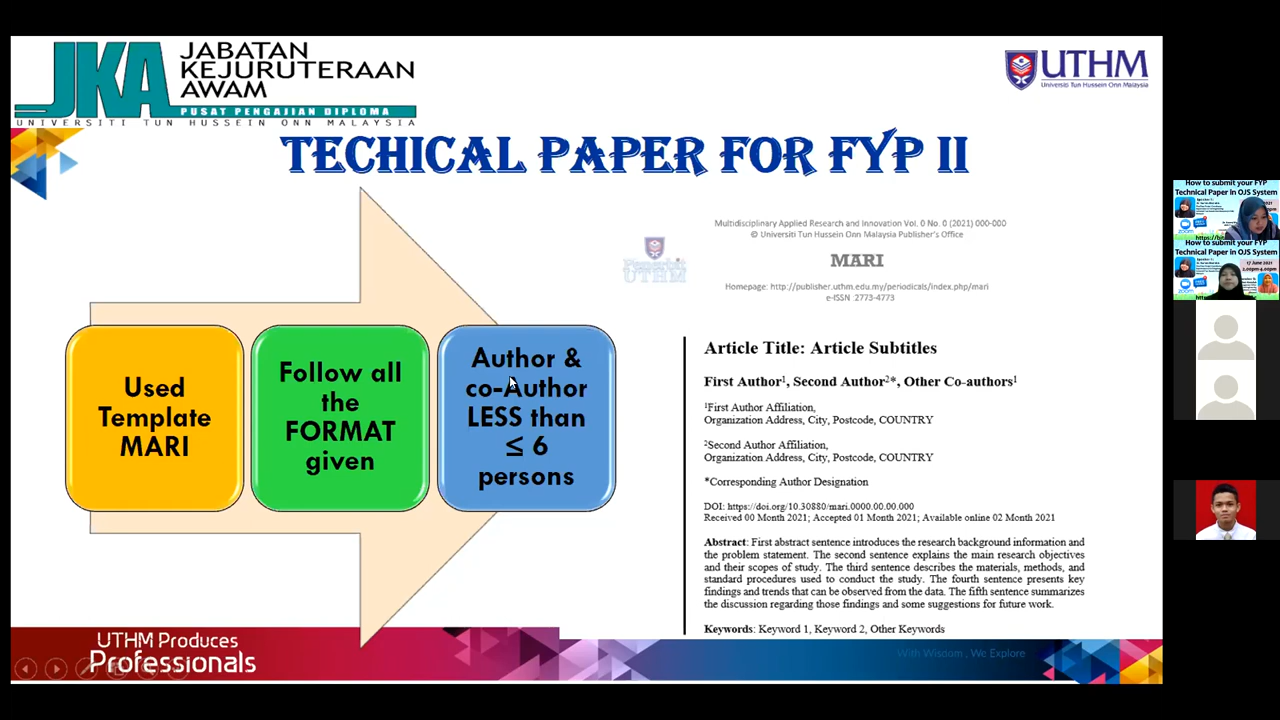 JKA
JABATAN
KEJURUTERAAN
AWAM
PUSAT PENGAJIAN DIPLOMA
UNIVERSITI TUN HUSSEIN ONN MALAYSIA
UTHM
Universiti Tun Hussein Onn Malaysia
TECHICAL PAPER FOR FYP II
Used
Template
MARI
Follow all
the
FORMAT
given
Author &
co-Author
LESS than
≤ 6
persons
Multidisciplinary Applied Research and Innovation Vol. 0 No. 0 (2021) 000-000
© Universiti Tun Hussein Onn Malaysia Publisher's Office
Penerbit
UTHM
MARI
Homepage: http://publisher.uthm.edu.my/periodicals/index.php/mari
e-ISSN :2773-4773
Article Title: Article Subtitles
First Author¹, Second Author²*, Other Co-authors¹
¹First Author Affiliation,
Organization Address, City, Postcode, COUNTRY
²Second Author Affiliation,
Organization Address, City, Postcode, COUNTRY
*Corresponding Author Designation
DOI: https://doi.org/10.30880/mari.0000.00.00.000
Received 00 Month 2021; Accepted 01 Month 2021; Available online 02 Month 2021
Abstract: First abstract sentence introduces the research background information and
the problem statement. The second sentence explains the main research objectives
and their scopes of study. The third sentence describes the materials, methods, and
standard procedures used to conduct the study. The fourth sentence presents key
findings and trends that can be observed from the data. The fifth sentence summarizes
the discussion regarding those findings and some suggestions for future work.
Keywords: Keyword 1, Keyword 2, Other Keywords
UTHM Produces
Professionals
With Wisdom , We Explore
How to submit your FYP
Technical Paper in OJS System
zoom
How to submit your FYP
Technical Paper in OJS System
17 June 2021
2.00pm-4.00pm
zoom